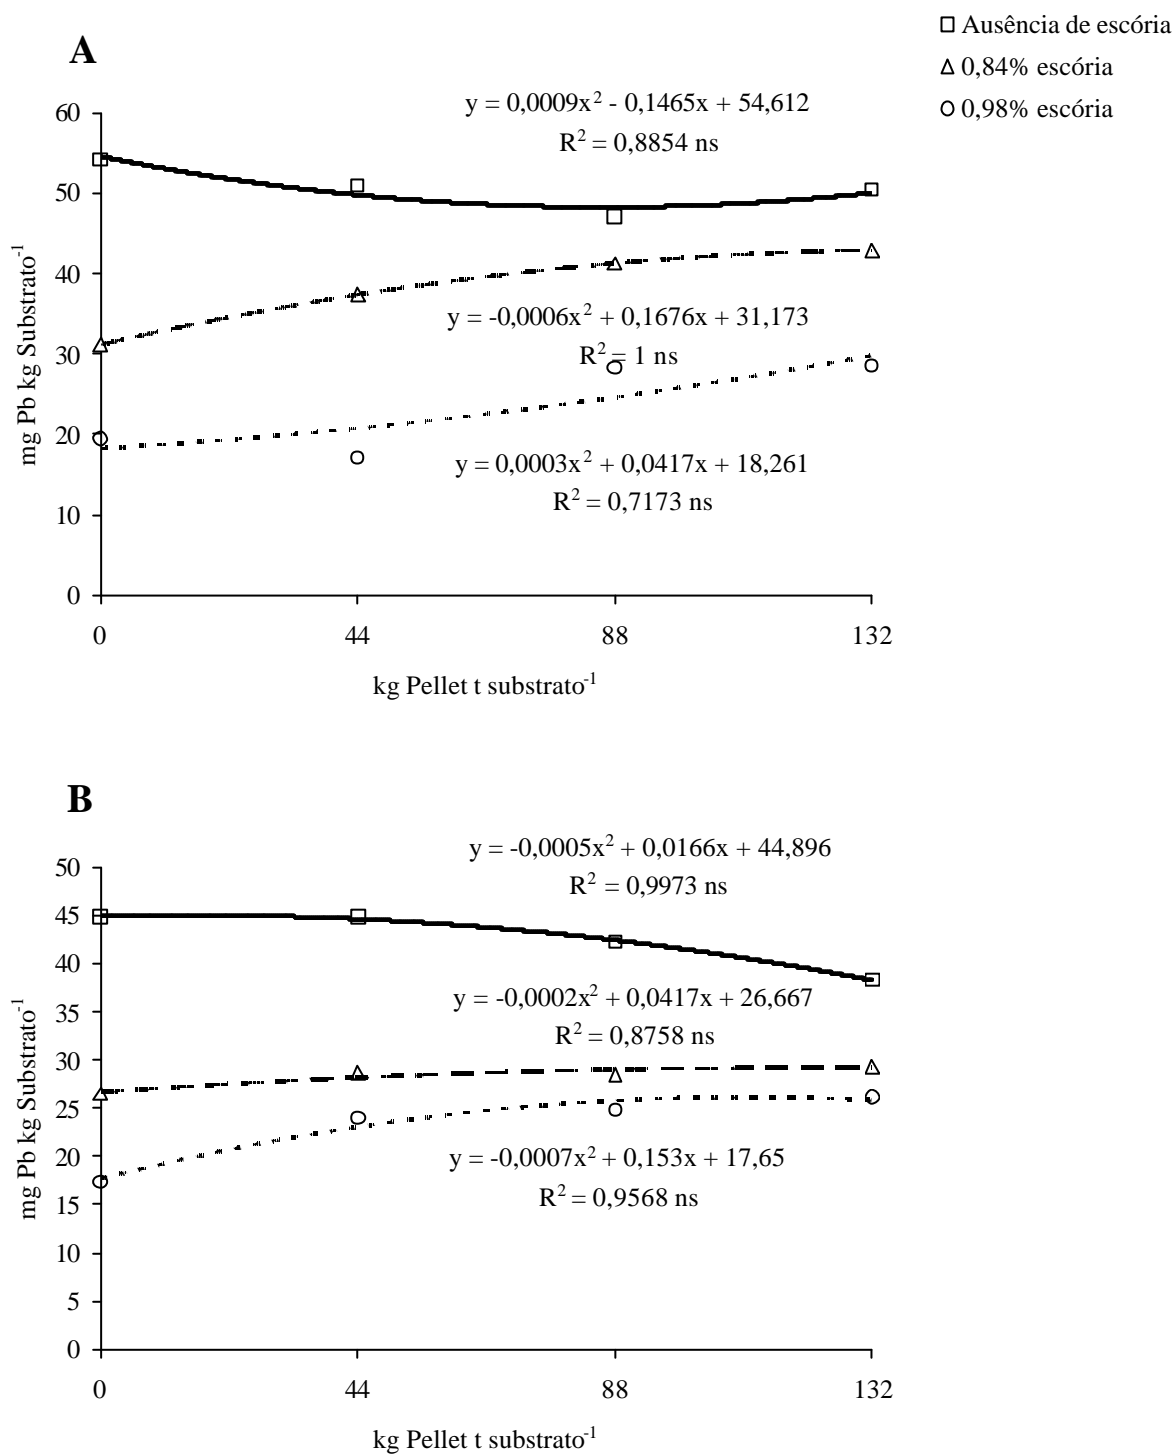 Ausência de escória
0,84% escória
0,98% escória
A
y = 0,0009x² - 0,1465x + 54,612
R² = 0,8854 ns
60
50
40
30
20
10
0
mg Pb kg Substrato⁻¹
y = -0,0006x² + 0,1676x + 31,173
R² = 1 ns
y = 0,0003x² + 0,0417x + 18,261
R² = 0,7173 ns
0 44 88 132
kg Pellet t substrato⁻¹
B
y = -0,0005x² + 0,0166x + 44,896
R² = 0,9973 ns
50
45
40
35
30
25
20
15
10
5
0
mg Pb kg Substrato⁻¹
y = -0,0002x² + 0,0417x + 26,667
R² = 0,8758 ns
y = -0,0007x² + 0,153x + 17,65
R² = 0,9568 ns
0 44 88 132
kg Pellet t substrato⁻¹